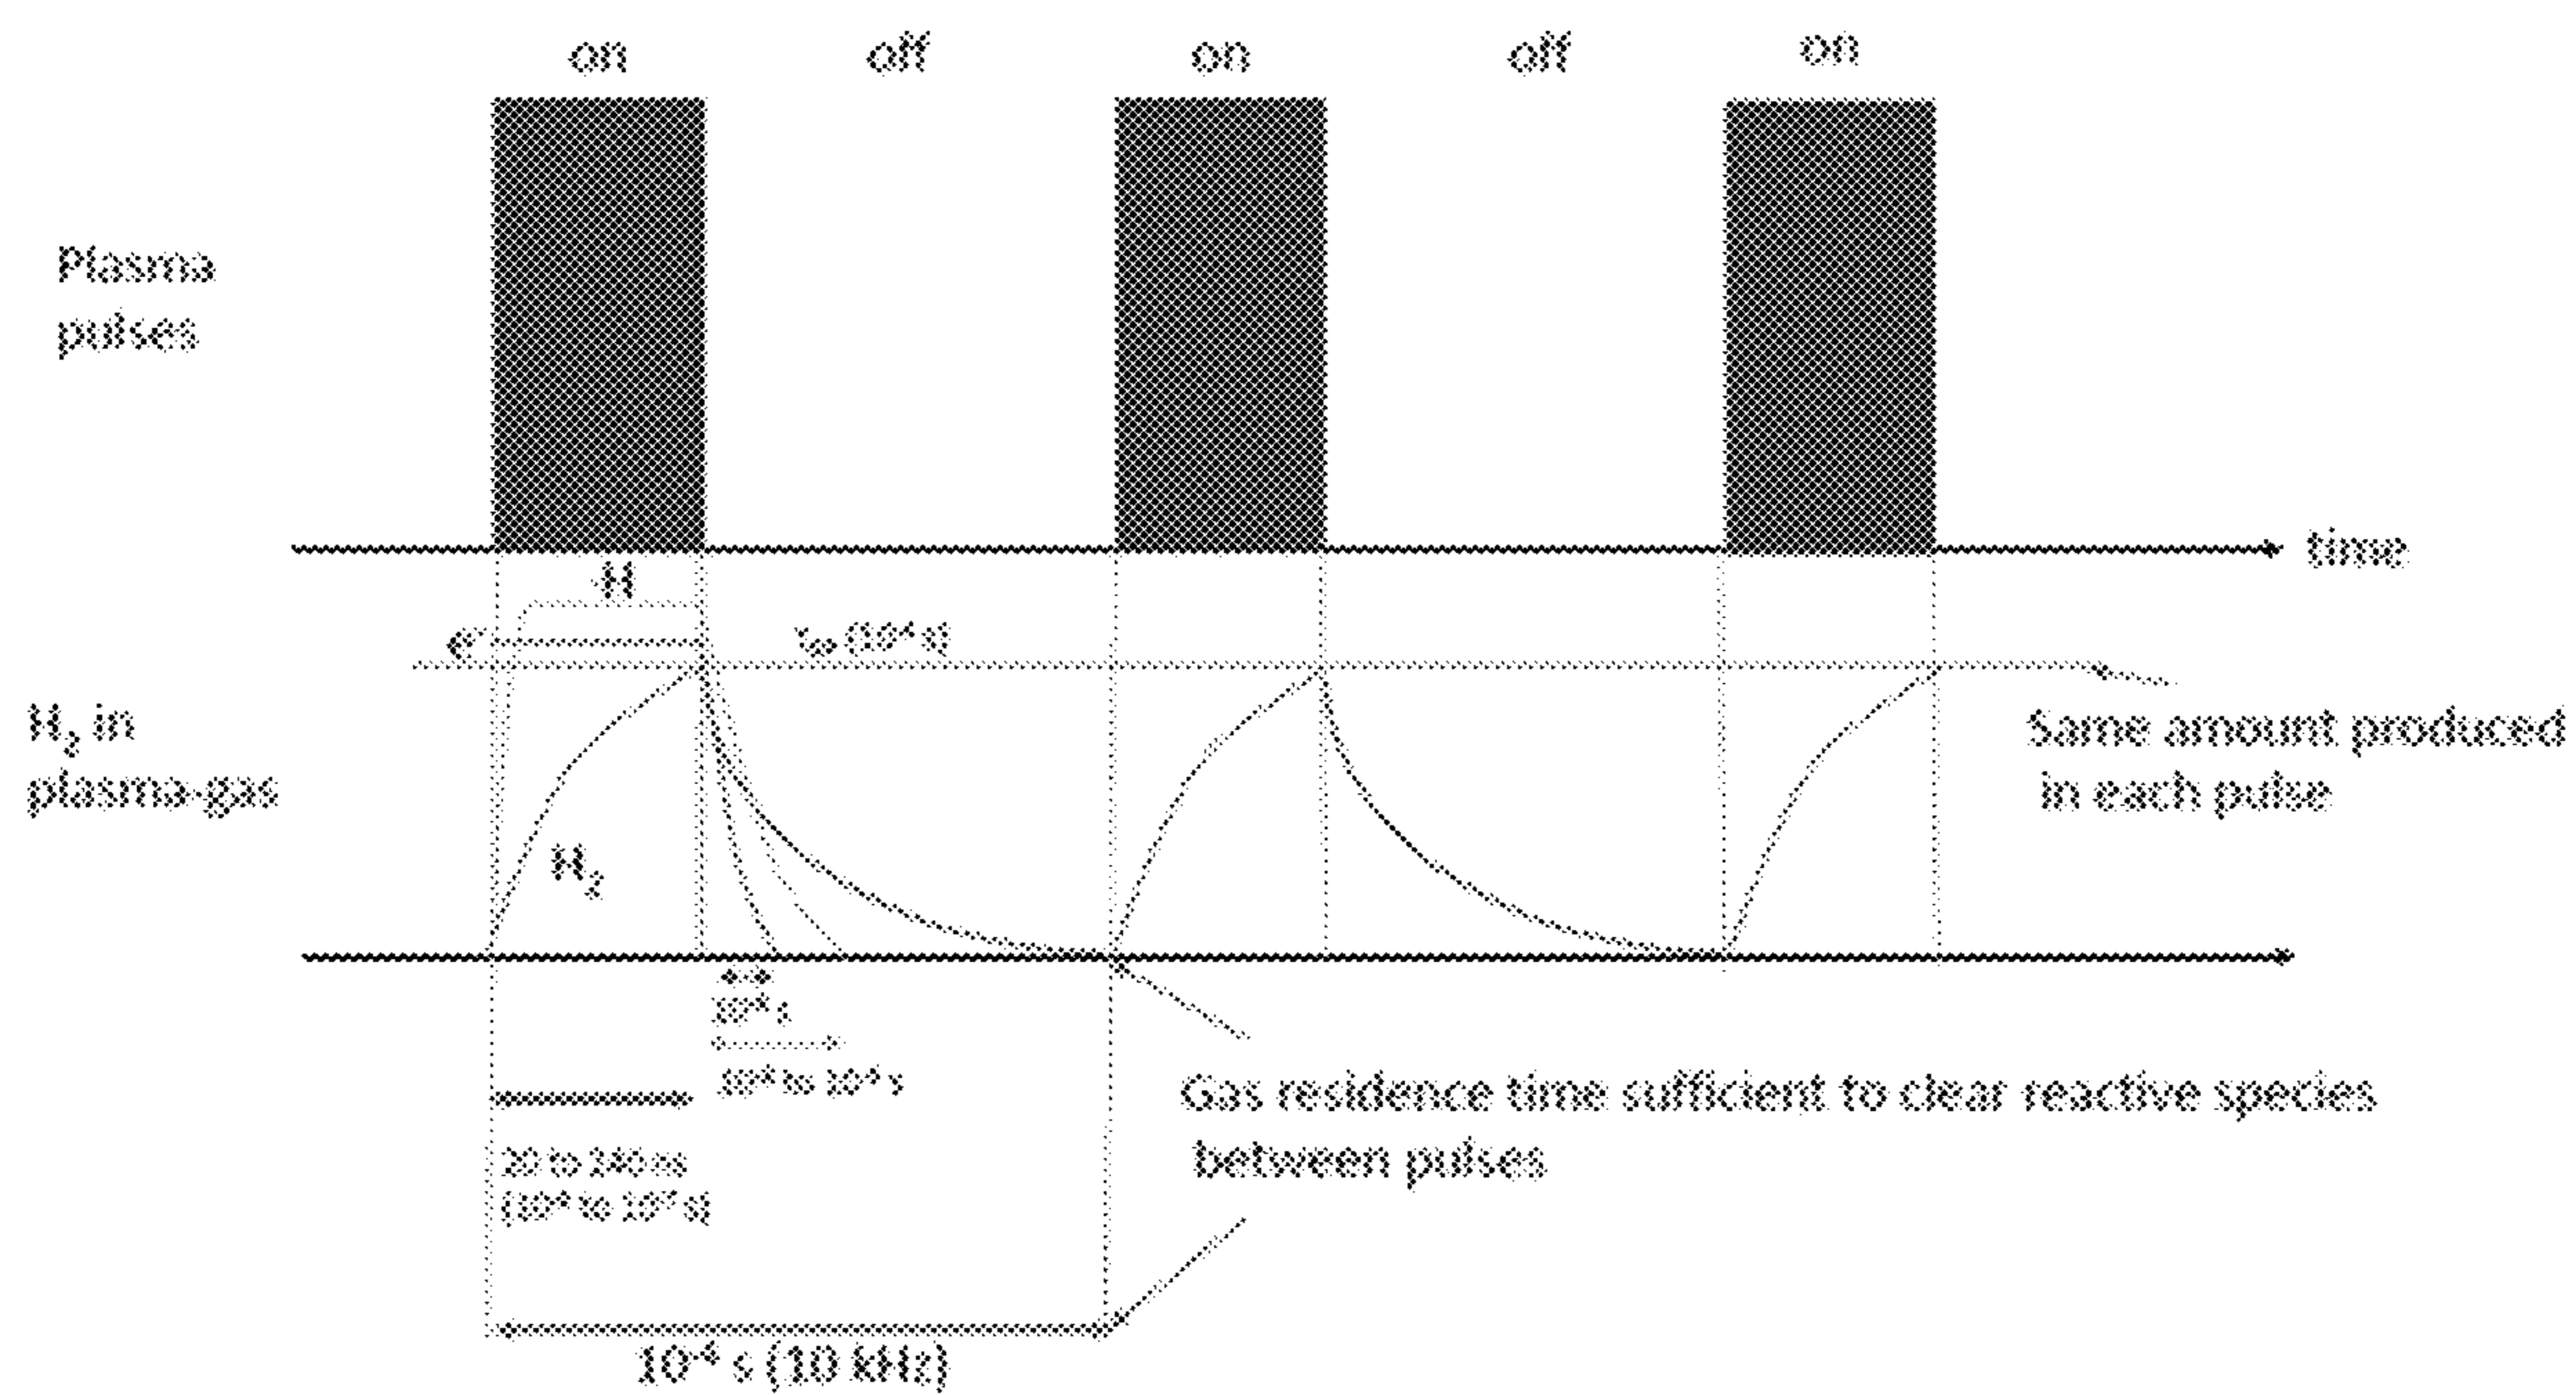 on off on off on
Plasma
pulses
time
·H
e⁻
H₂ in
plasma-gas
Same amount produced
in each pulse
H₂
Gas residence time sufficient to clear reactive species
between pulses
20 to 240 ns
10⁻⁴ s (10 kHz)